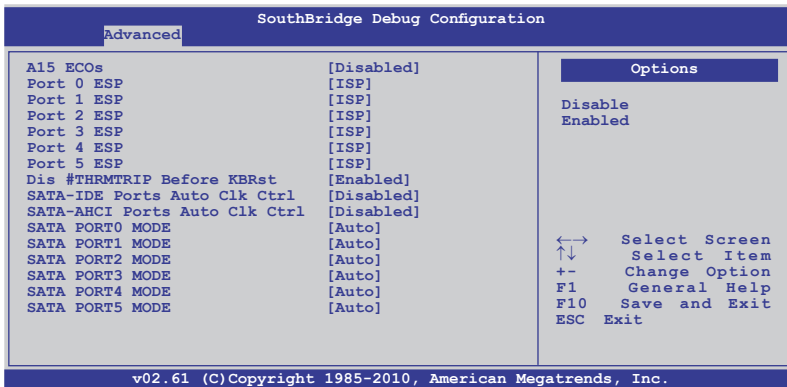 SouthBridge Debug Configuration
Advanced
A15 ECOs [Disabled]
Port 0 ESP [ISP]
Port 1 ESP [ISP]
Port 2 ESP [ISP]
Port 3 ESP [ISP]
Port 4 ESP [ISP]
Port 5 ESP [ISP]
Dis #THRMTRIP Before KBRst [Enabled]
SATA-IDE Ports Auto Clk Ctrl [Disabled]
SATA-AHCI Ports Auto Clk Ctrl [Disabled]
SATA PORT0 MODE [Auto]
SATA PORT1 MODE [Auto]
SATA PORT2 MODE [Auto]
SATA PORT3 MODE [Auto]
SATA PORT4 MODE [Auto]
SATA PORT5 MODE [Auto]
Options
Disable
Enabled
←→ Select Screen
↑↓ Select Item
+- Change Option
F1 General Help
F10 Save and Exit
ESC Exit
v02.61 (C)Copyright 1985-2010, American Megatrends, Inc.